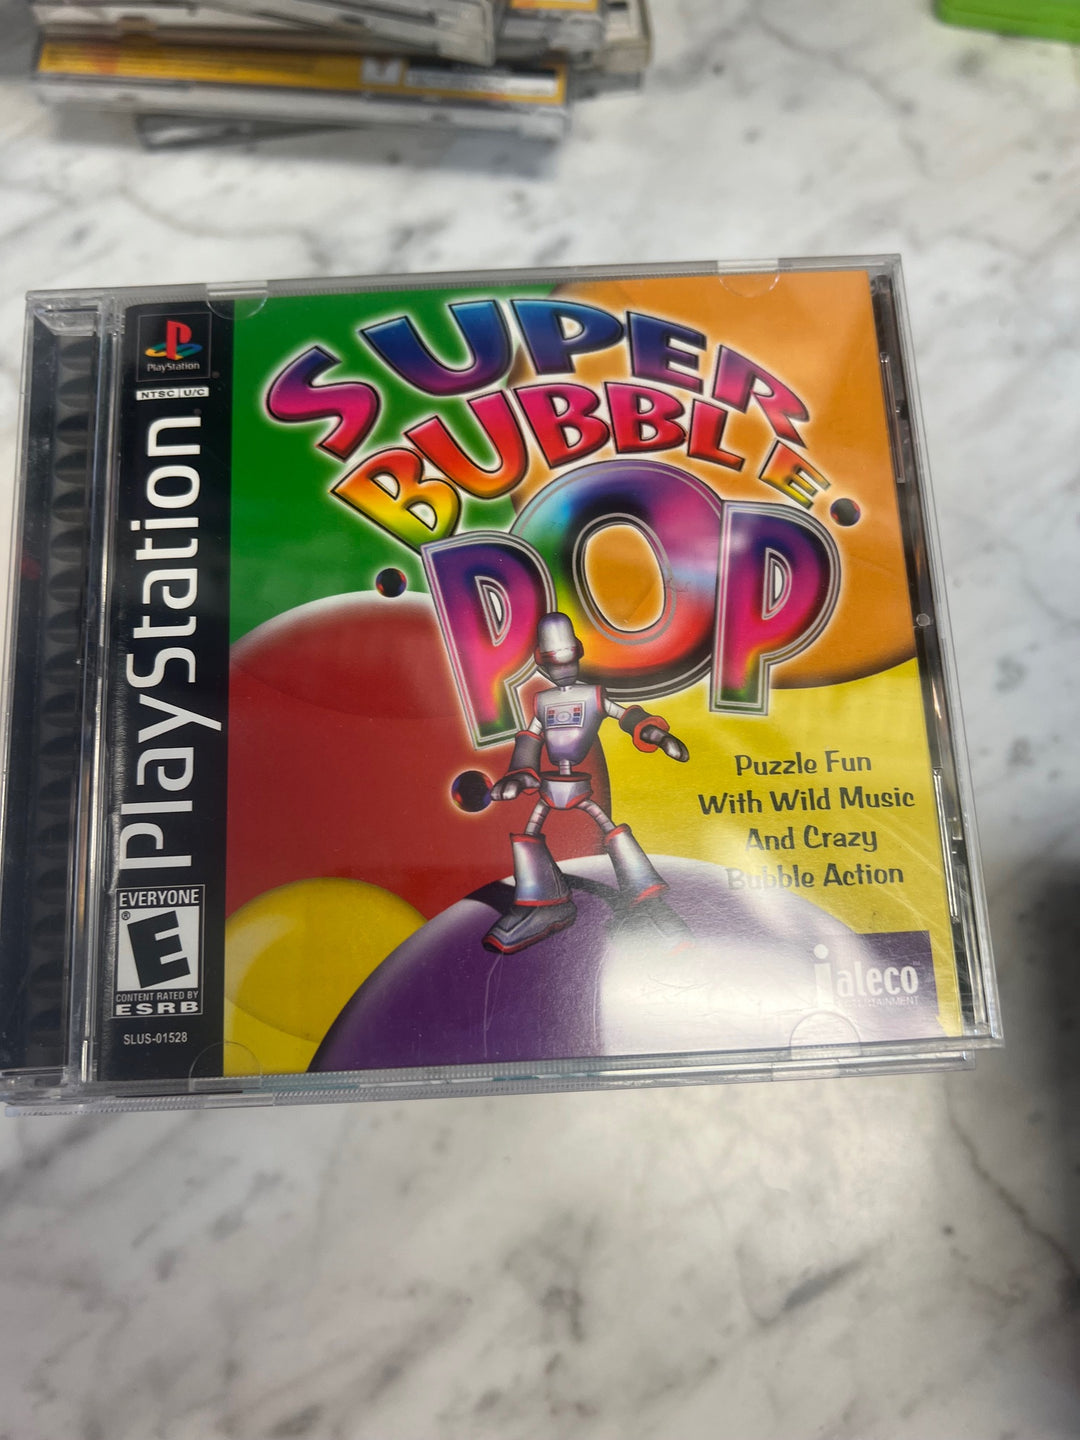 PlayStation
NTSC U/C
PlayStation
EVERYONE
E
CONTENT RATED BY
ESRB
SLUS-01528
SUPER
BUBBLE
POP
Puzzle Fun
With Wild Music
And Crazy
Bubble Action
jaleco
ENTERTAINMENT